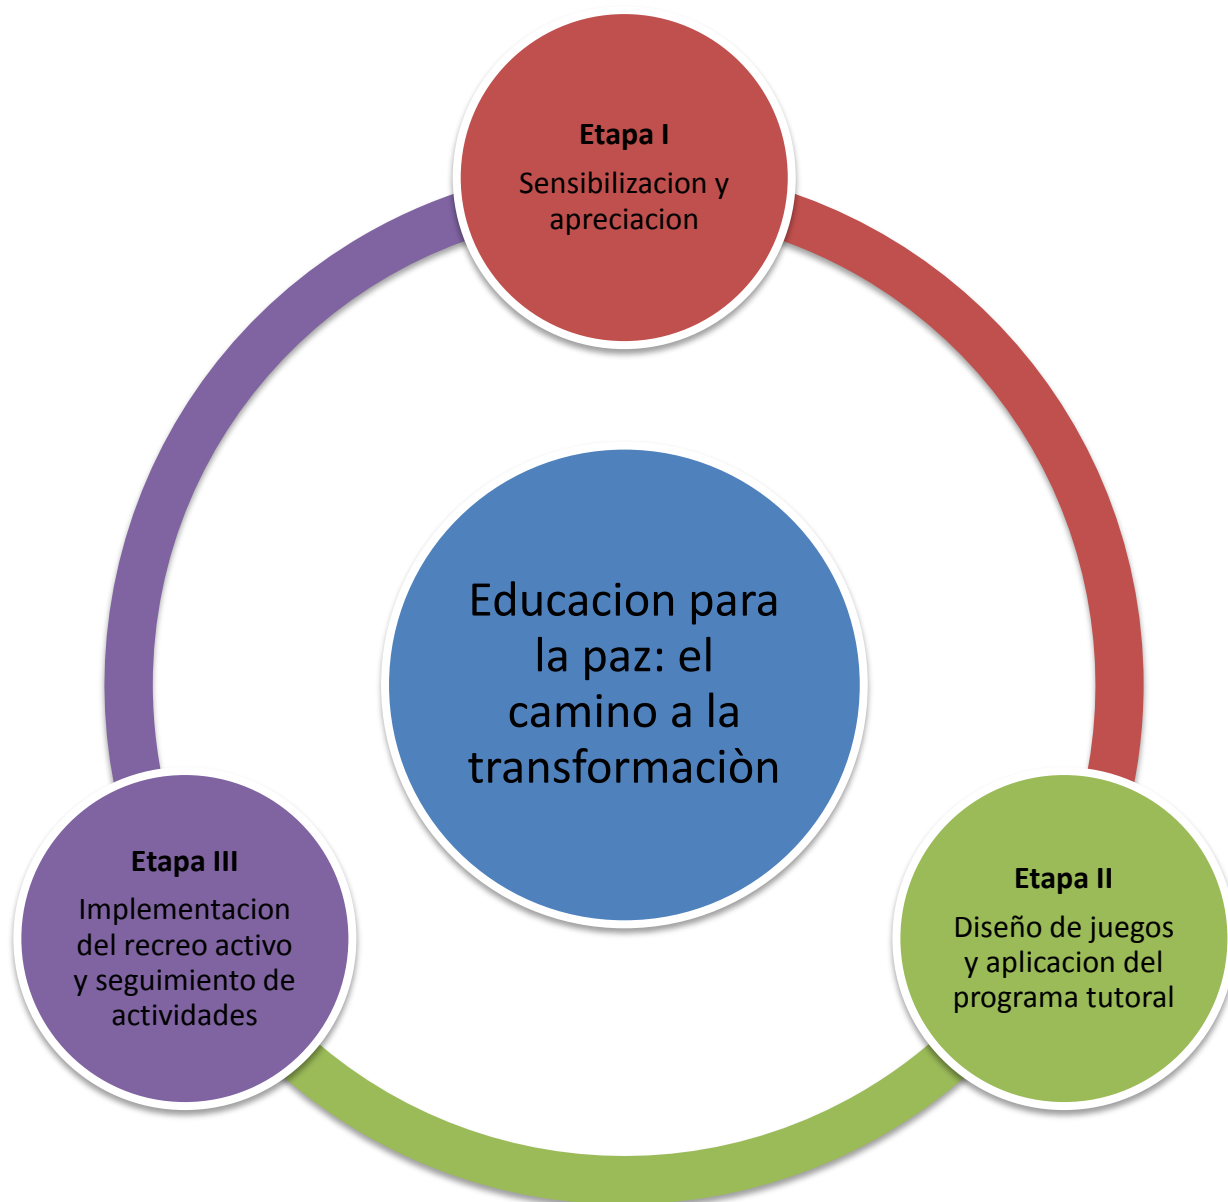 Etapa I
Sensibilizacion y
apreciacion
Educacion para
la paz: el
camino a la
transformaciòn
Etapa III
Implementacion
del recreo activo
y seguimiento de
actividades
Etapa II
Diseño de juegos
y aplicacion del
programa tutoral